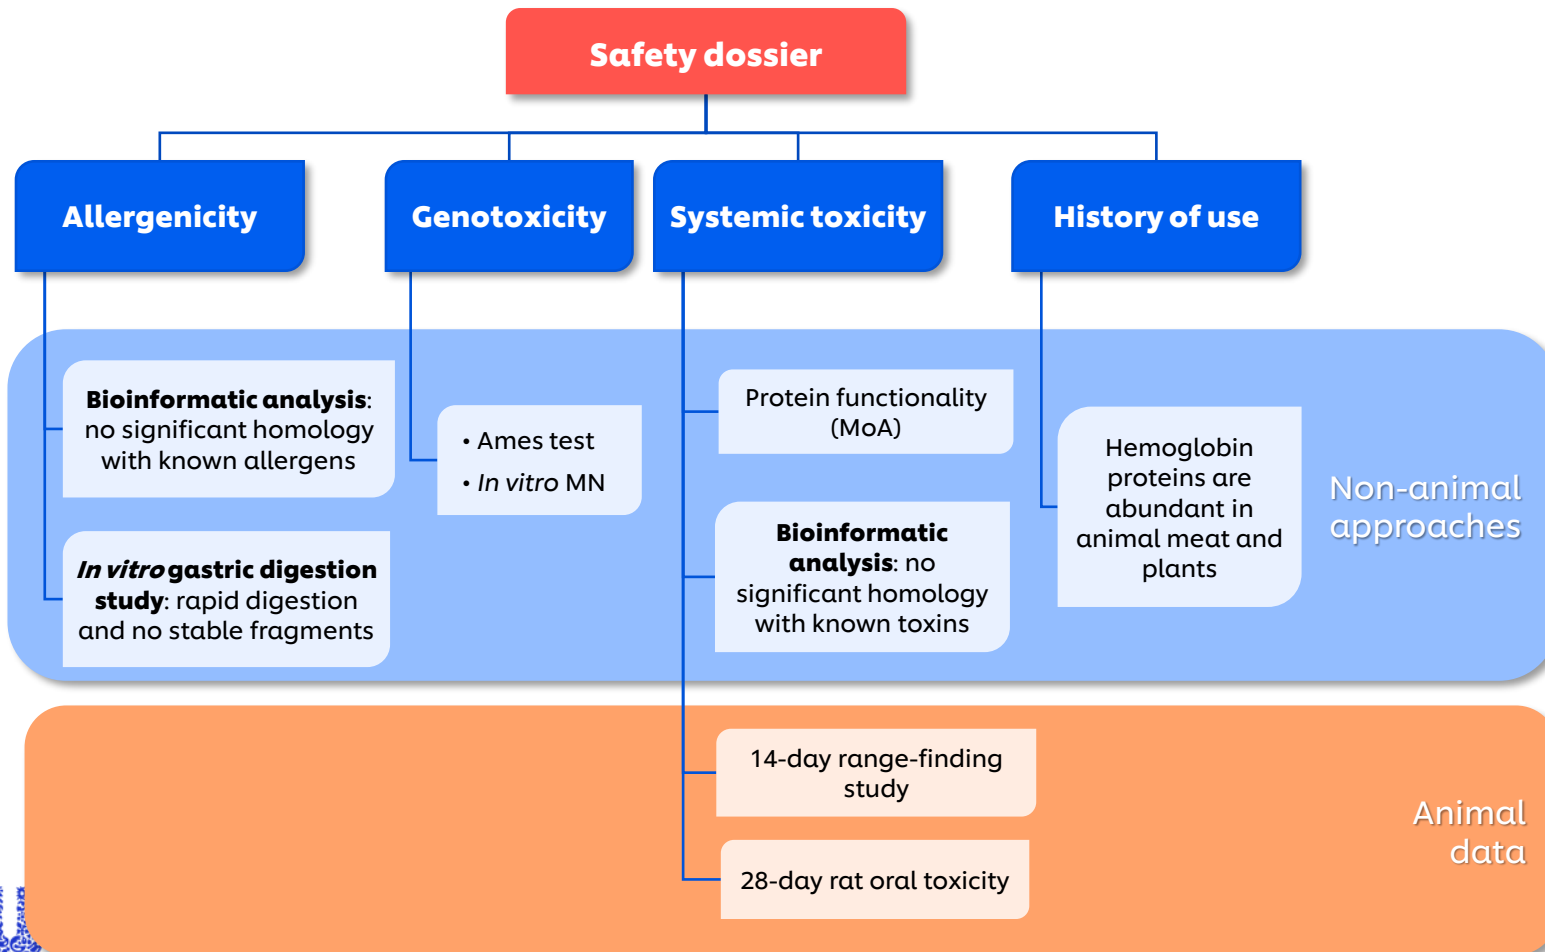 Safety dossier
Allergenicity
Genotoxicity
Systemic toxicity
History of use
Bioinformatic analysis:
no significant homology
with known allergens
In vitro gastric digestion
study: rapid digestion
and no stable fragments
• Ames test
• In vitro MN
Protein functionality
(MoA)
Bioinformatic
analysis: no
significant homology
with known toxins
Hemoglobin
proteins are
abundant in
animal meat and
plants
Non-animal
approaches
14-day range-finding
study
28-day rat oral toxicity
Animal
data